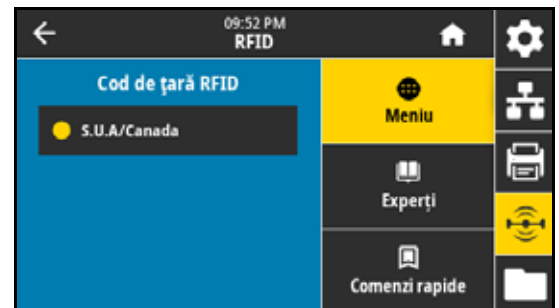 09:52 PM
RFID
Cod de țară RFID
S.U.A/Canada
Meniu
Experți
Comenzi rapide